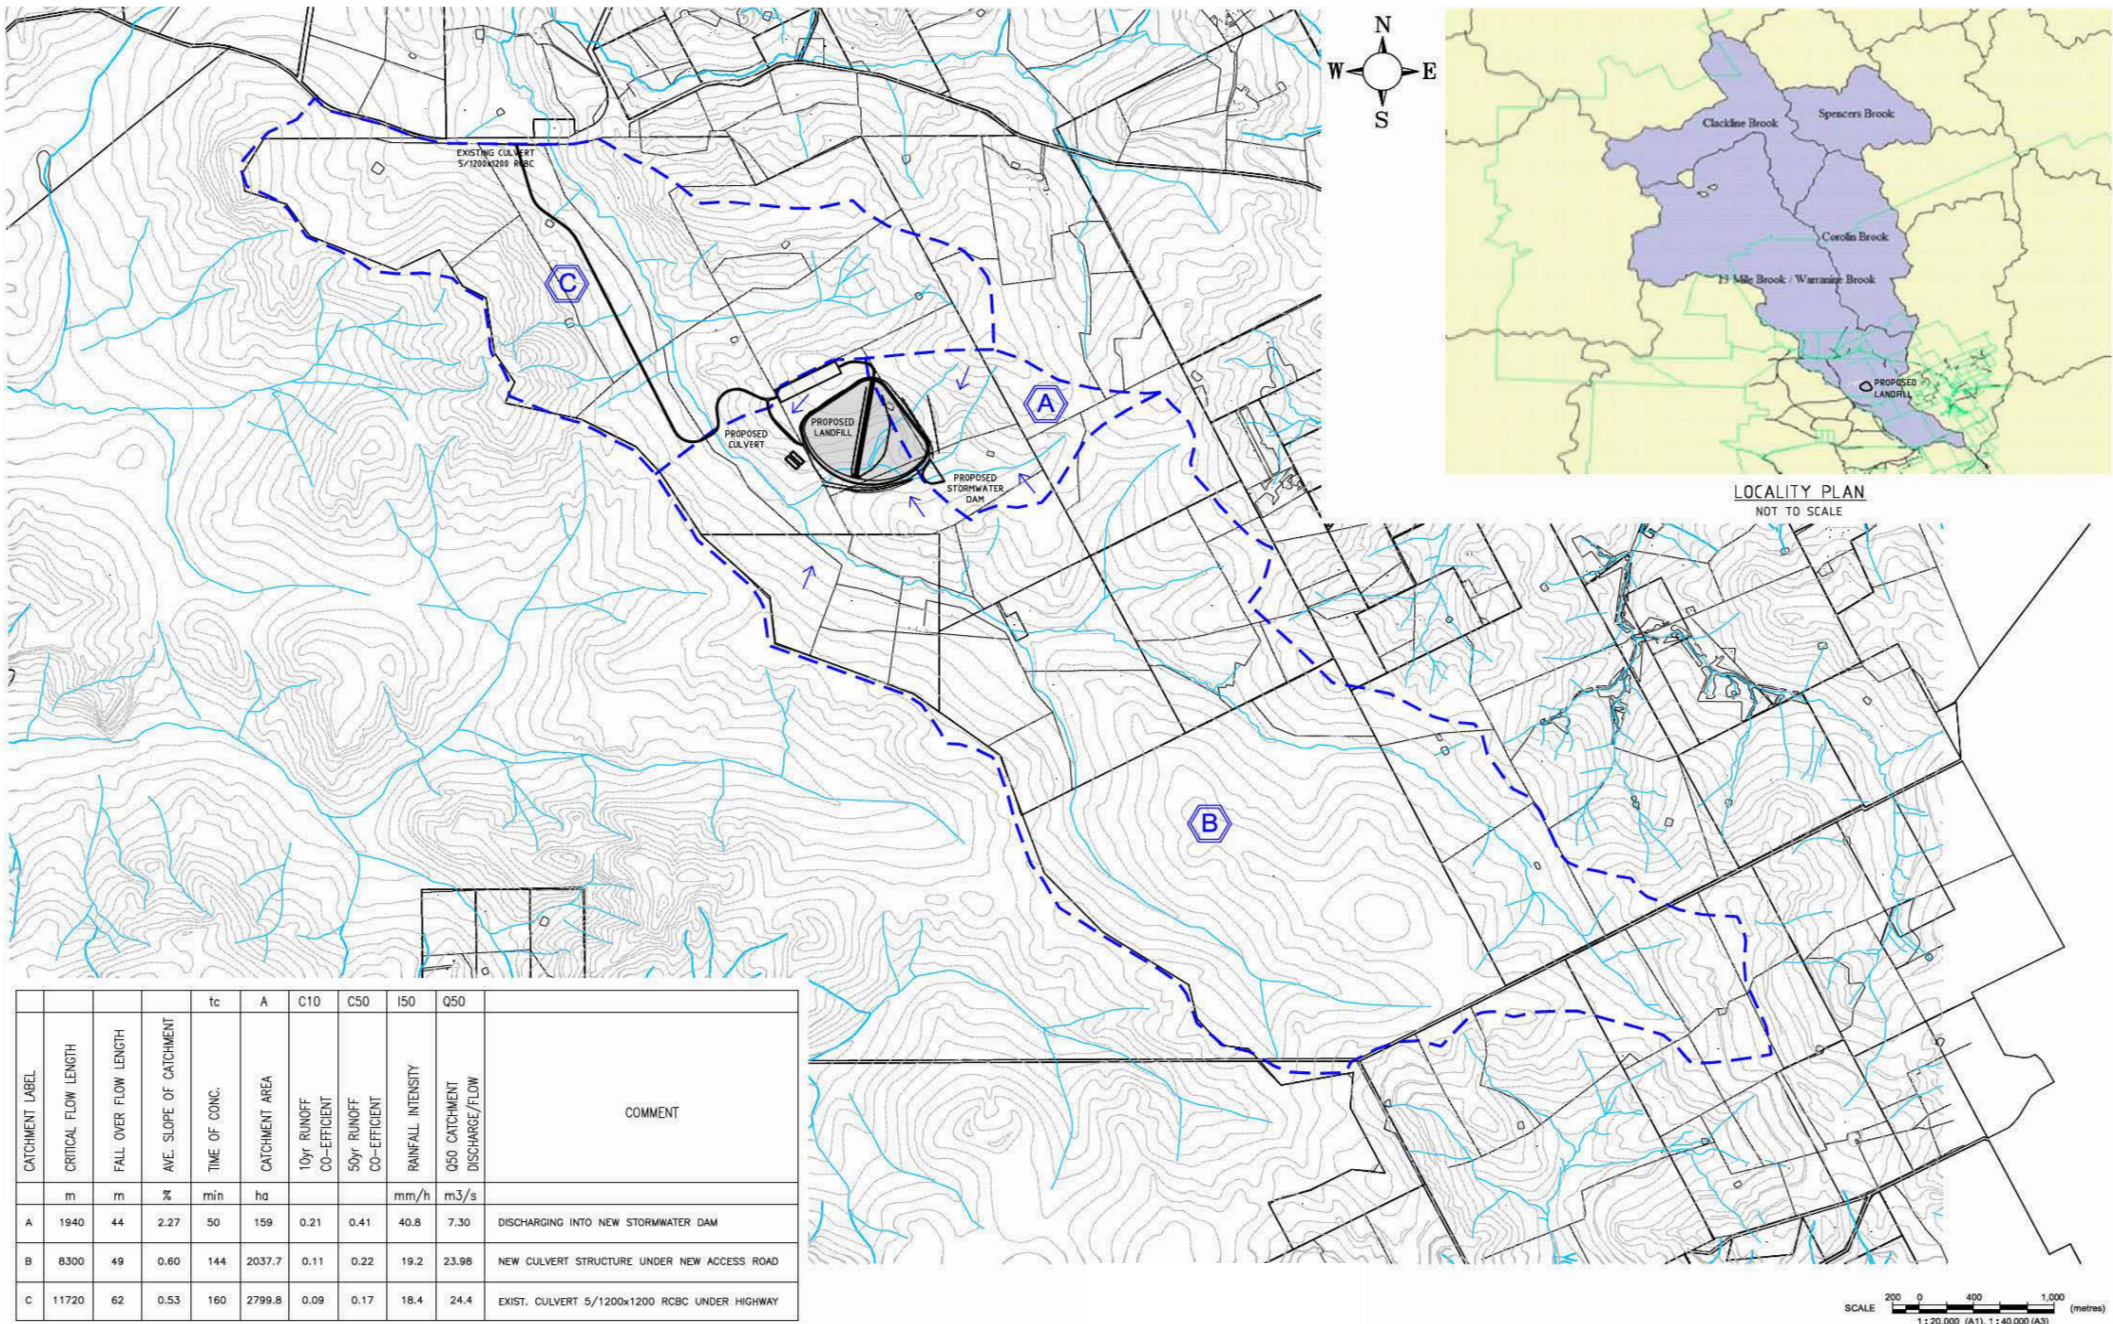 N
W E
S
EXISTING CULVERT
5/1200x1200 RCBC
C
A
B
PROPOSED
CULVERT
PROPOSED
LANDFILL
PROPOSED
STORMWATER
DAM
Clackline Brook
Spencers Brook
Corolin Brook
13 Mile Brook / Warranine Brook
PROPOSED
LANDFILL
LOCALITY PLAN
NOT TO SCALE
tc A C10 C50 I50 Q50
CATCHMENT LABEL
CRITICAL FLOW LENGTH
FALL OVER FLOW LENGTH
AVE. SLOPE OF CATCHMENT
TIME OF CONC.
CATCHMENT AREA
10yr RUNOFF
CO-EFFICIENT
50yr RUNOFF
CO-EFFICIENT
RAINFALL INTENSITY
Q50 CATCHMENT
DISCHARGE/FLOW
COMMENT
m m % min ha mm/h m3/s
A 1940 44 2.27 50 159 0.21 0.41 40.8 7.30 DISCHARGING INTO NEW STORMWATER DAM
B 8300 49 0.60 144 2037.7 0.11 0.22 19.2 23.98 NEW CULVERT STRUCTURE UNDER NEW ACCESS ROAD
C 11720 62 0.53 160 2799.8 0.09 0.17 18.4 24.4 EXIST. CULVERT 5/1200x1200 RCBC UNDER HIGHWAY
200 0 400 1,000
SCALE (metres)
1 : 20,000 (A1), 1 : 40,000 (A3)